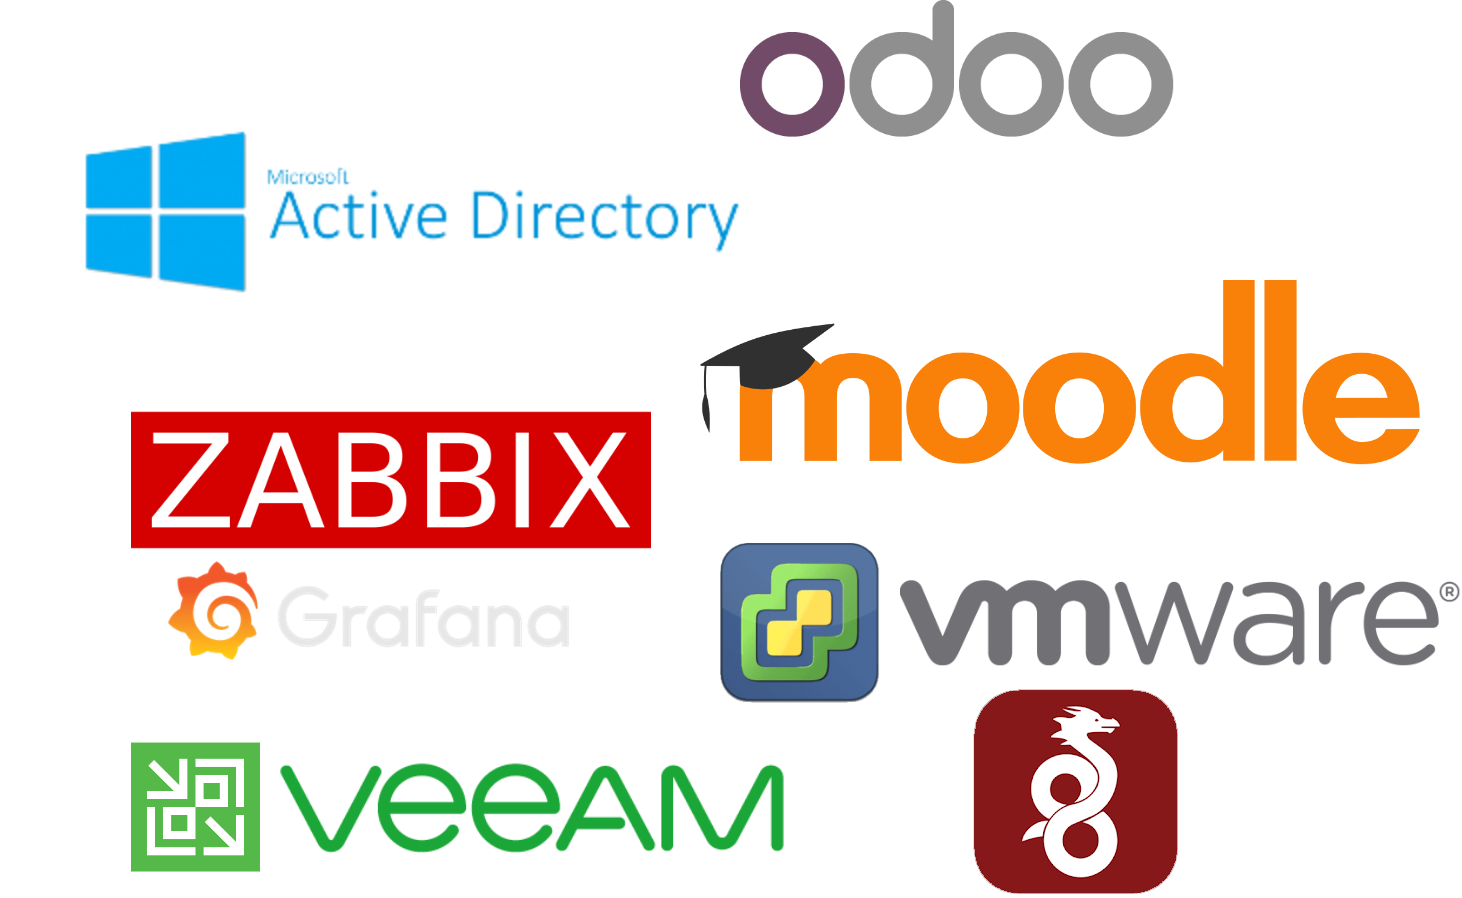 odoo
Microsoft
Active Directory
moodle
ZABBIX
Grafana
vmware®
veeAM